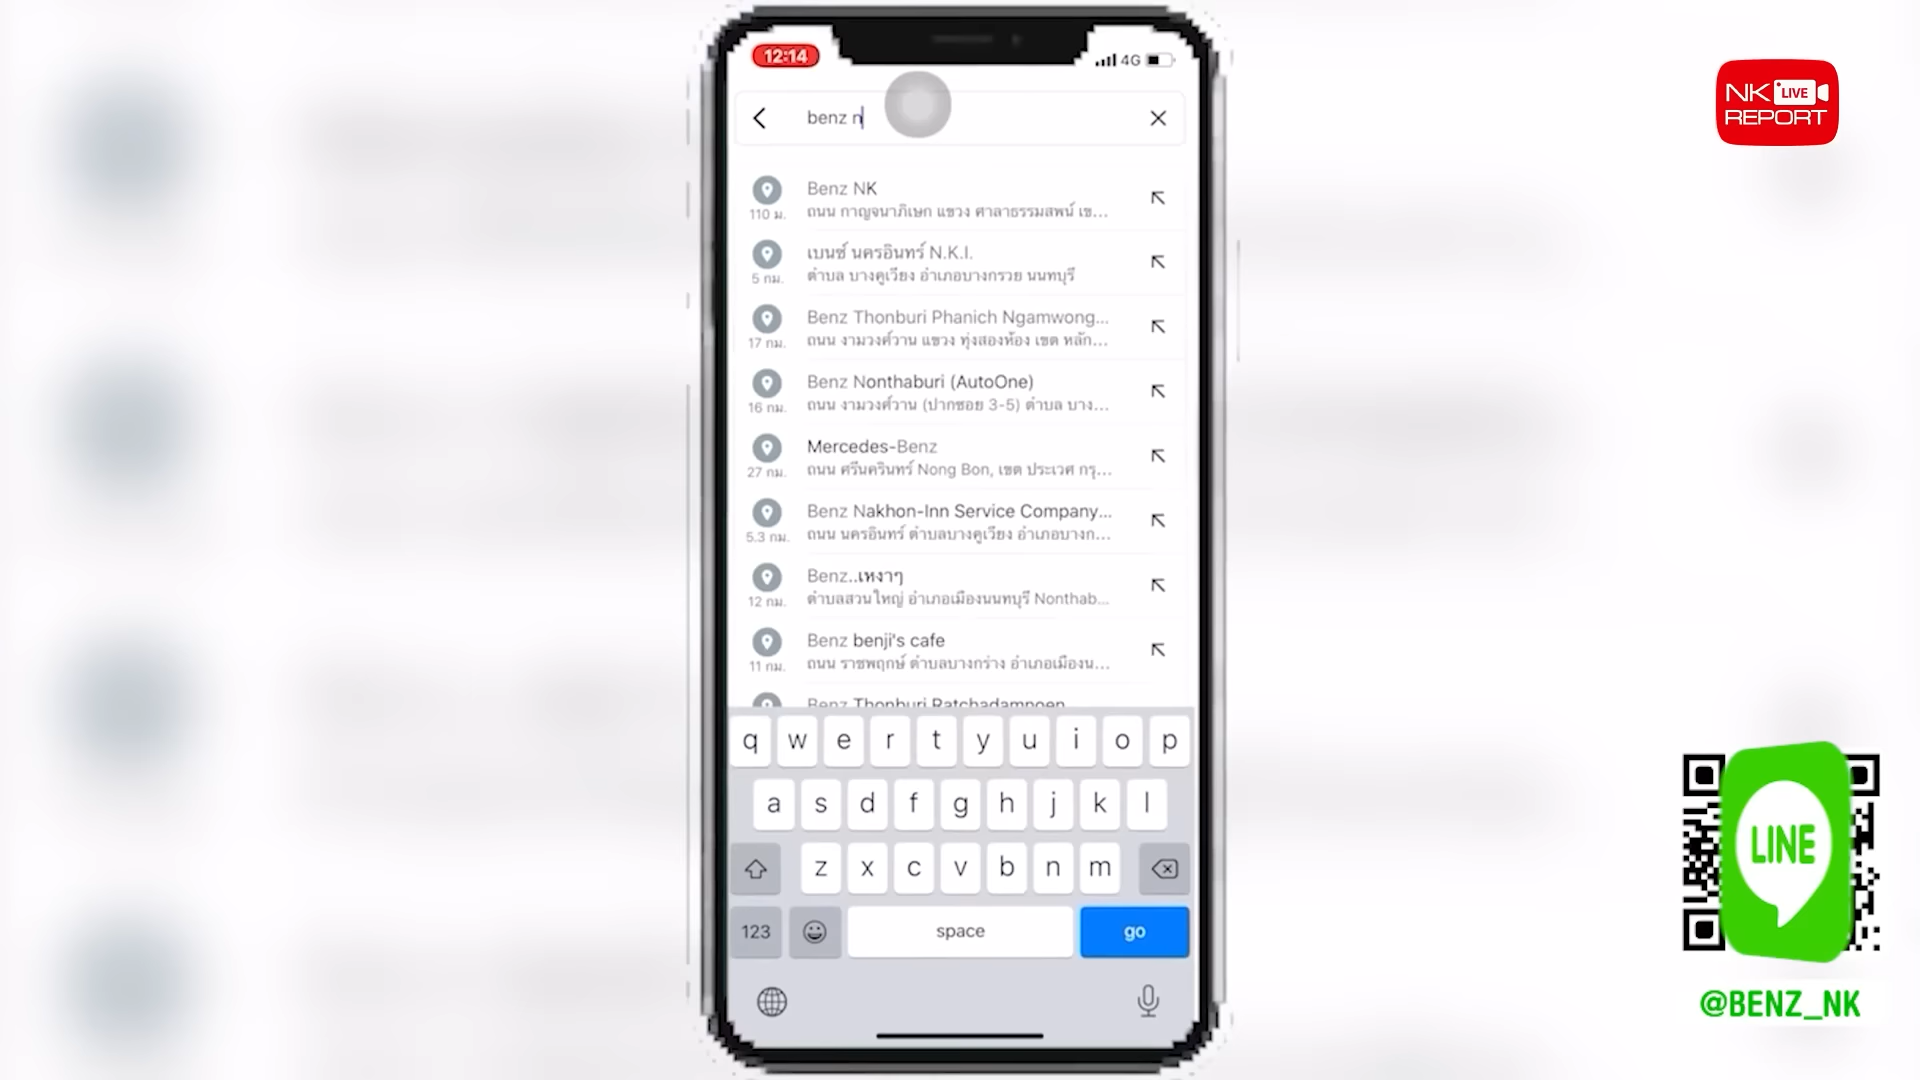 12:14
4G
benz n
Benz NK
110 ม.
ถนน กาญจนาภิเษก แขวง ศาลาธรรมสพน์ เข...
เบนซ์ นครอินทร์ N.K.I.
5 กม.
ตำบล บางคูเวียง อำเภอบางกรวย นนทบุรี
Benz Thonburi Phanich Ngamwong...
17 กม.
ถนน งามวงศ์วาน แขวง ทุ่งสองห้อง เขต หลัก...
Benz Nonthaburi (AutoOne)
16 กม.
ถนน งามวงศ์วาน (ปากซอย 3-5) ตำบล บาง...
Mercedes-Benz
27 กม.
ถนน ศรีนครินทร์ Nong Bon, เขต ประเวศ กรุ...
Benz Nakhon-Inn Service Company...
5.3 กม.
ถนน นครอินทร์ ตำบลบางคูเวียง อำเภอบางก...
Benz..เหงาๆ
12 กม.
ตำบลสวนใหญ่ อำเภอเมืองนนทบุรี Nonthab...
Benz benji's cafe
11 กม.
ถนน ราชพฤกษ์ ตำบลบางกร่าง อำเภอเมืองน...
Benz Thonburi Ratchadamnoen
q w e r t y u i o p
a s d f g h j k l
z x c v b n m
123 space go
NK LIVE
REPORT
LINE
@BENZ_NK